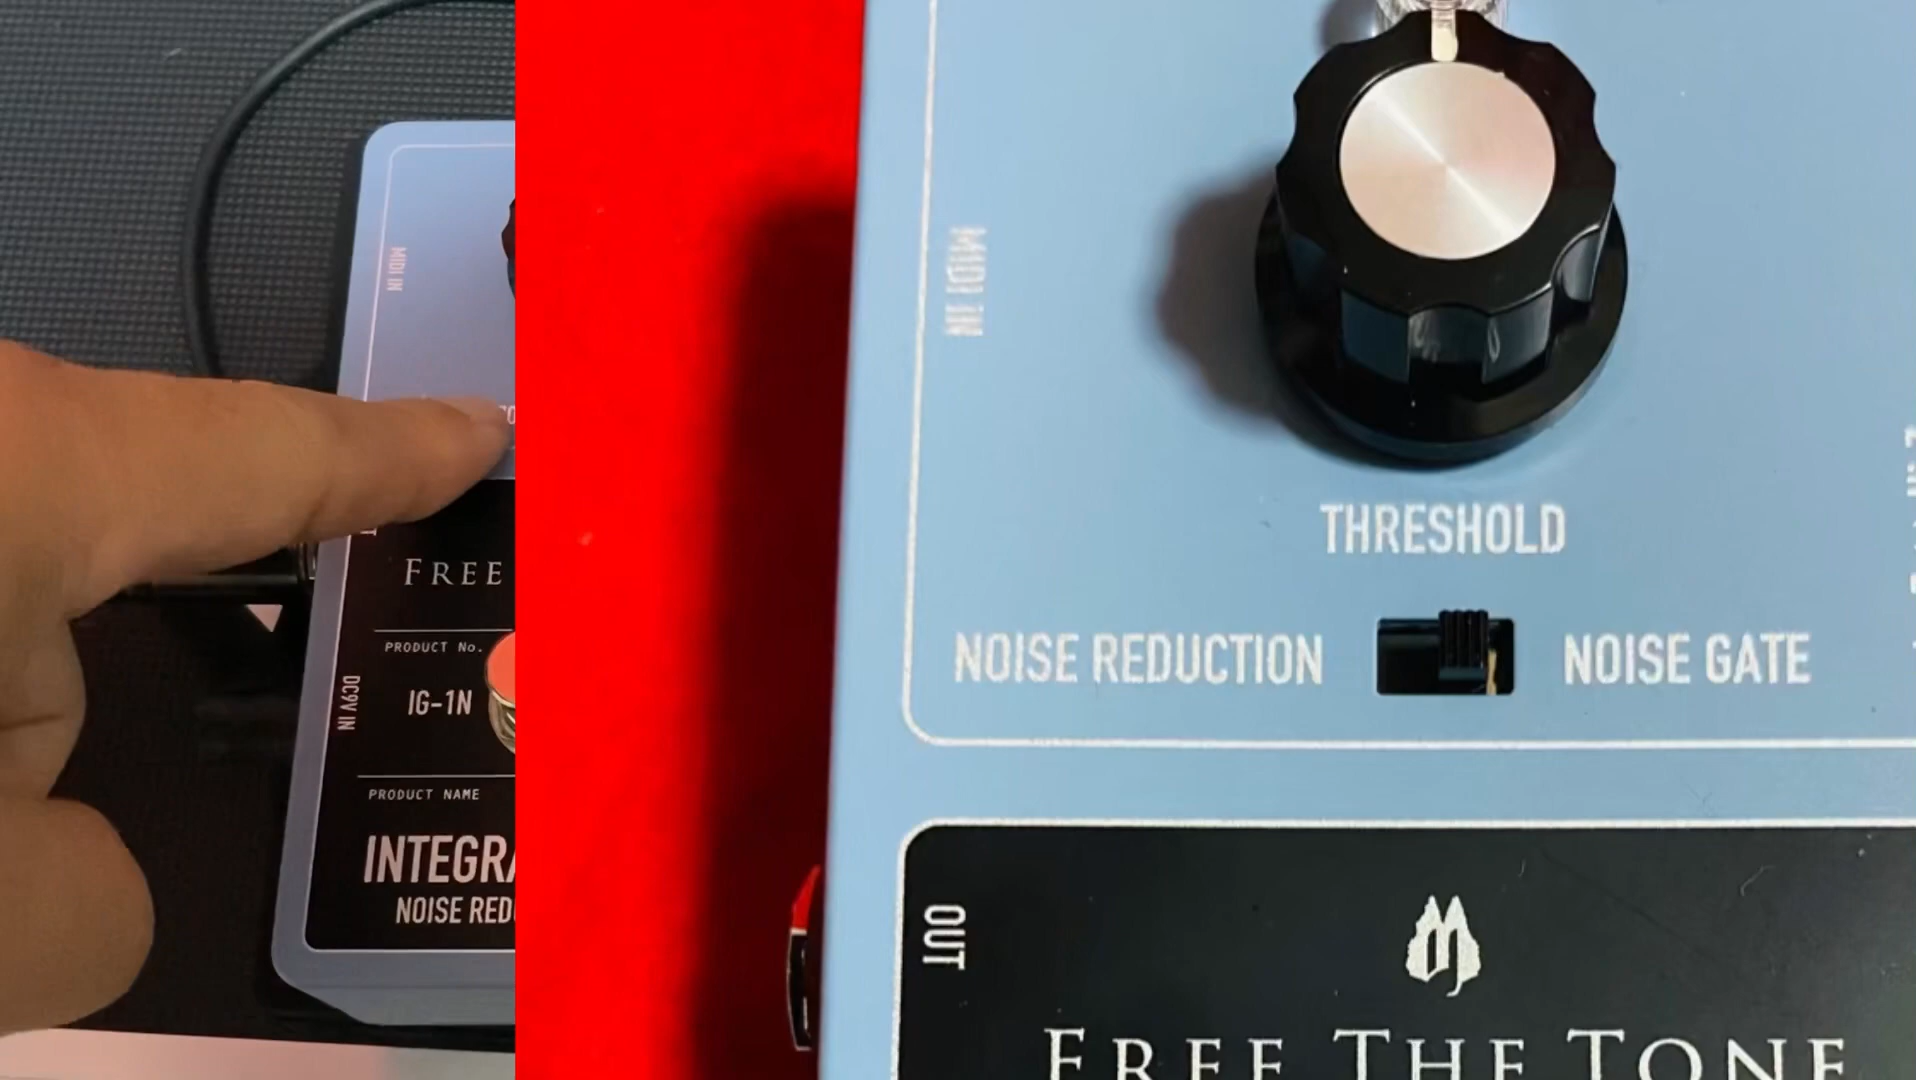 MIDI IN
FREE
PRODUCT No.
IG-1N
DC9V IN
PRODUCT NAME
INTEGRA
NOISE RED
MIDI IN
THRESHOLD
NOISE REDUCTION
NOISE GATE
OUT
FREE THE TONE